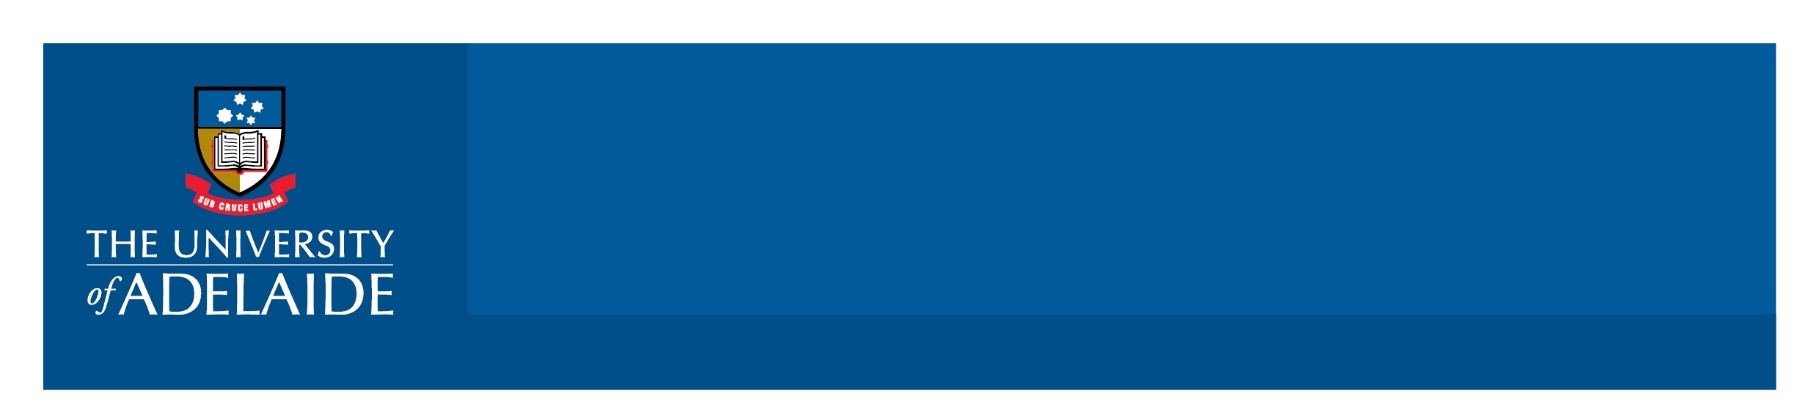 SUB CRUCE LUMEN
THE UNIVERSITY
of ADELAIDE